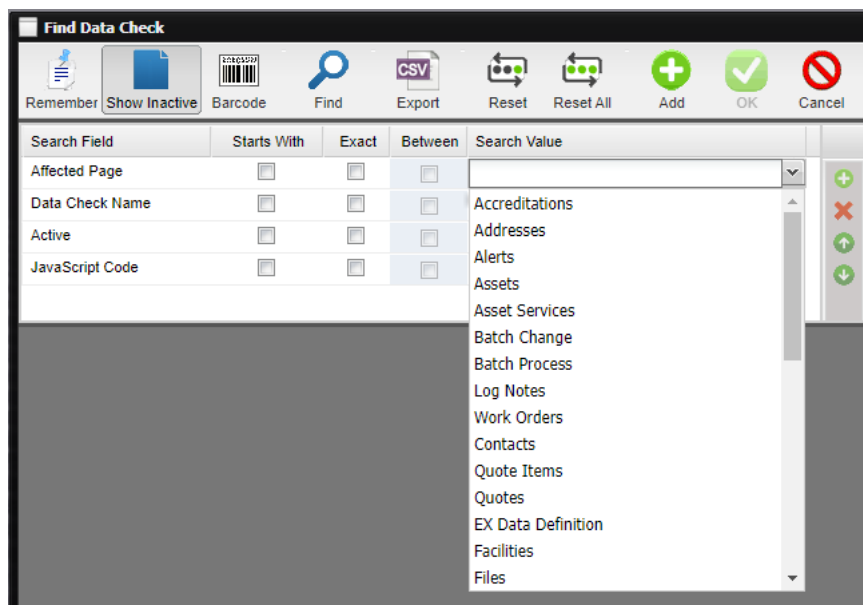 Find Data Check
Remember Show Inactive Barcode Find CSV Export Reset Reset All Add OK Cancel
Search Field Starts With Exact Between Search Value
Affected Page
Data Check Name
Active
JavaScript Code
Accreditations
Addresses
Alerts
Assets
Asset Services
Batch Change
Batch Process
Log Notes
Work Orders
Contacts
Quote Items
Quotes
EX Data Definition
Facilities
Files